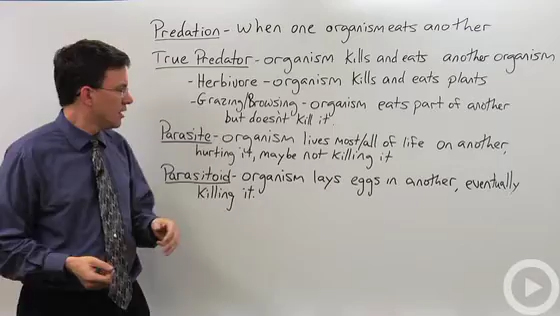 Predation - When one organism eats another
True Predator - organism kills and eats another organism
- Herbivore - organism kills and eats plants
- Grazing/Browsing - organism eats part of another
but doesn't kill it.
Parasite - organism lives most/all of life on another,
hurting it, maybe not killing it
Parasitoid - organism lays eggs in another, eventually
killing it.